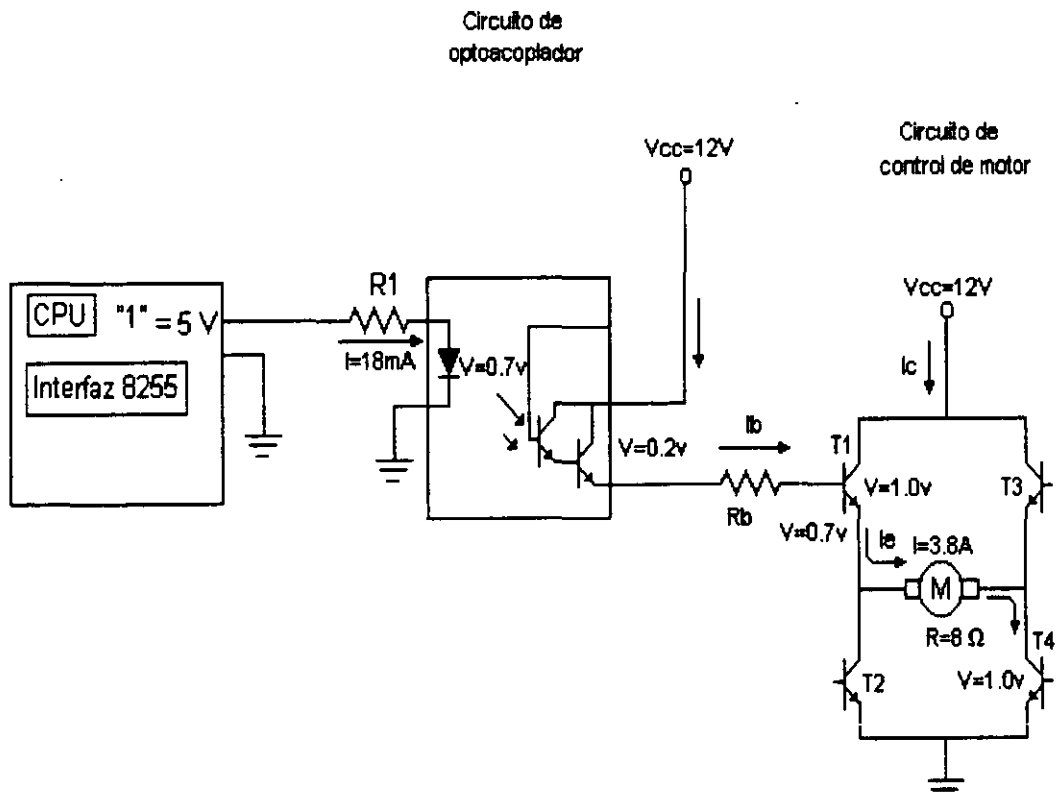 Circuito de
optoacoplador
Circuito de
control de motor
Vcc=12V
Vcc=12V
CPU "1" = 5 V
Interfaz 8255
R1
I=18mA
V=0.7v
V=0.2v
Ib
Rb
Ic
T1
V=1.0v
T3
V=0.7v
Ie
I=3.8A
M
R=8 Ω
T4
T2
V=1.0v